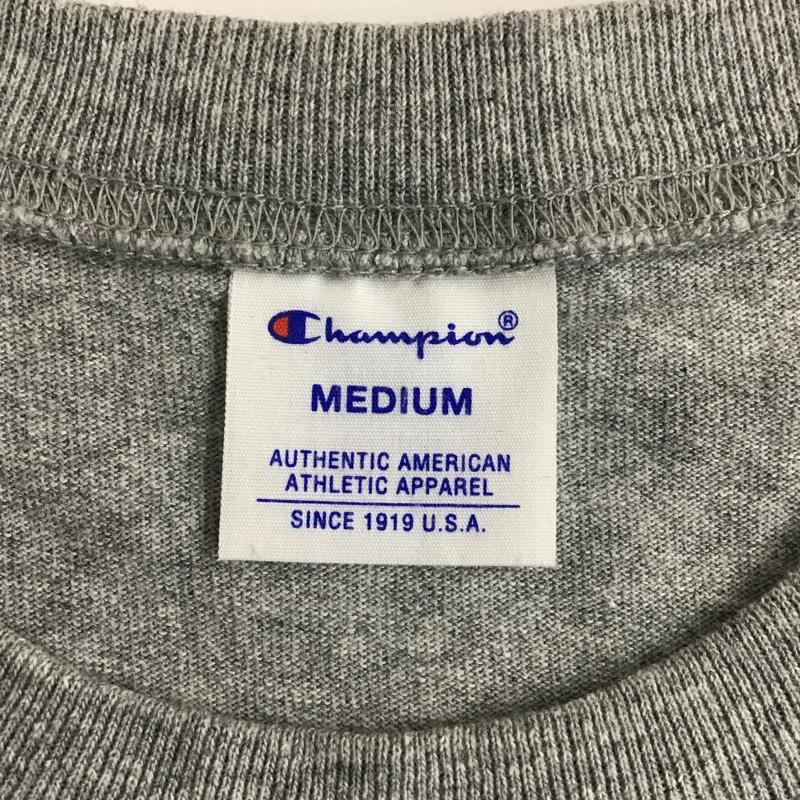 Champion®
MEDIUM
AUTHENTIC AMERICAN
ATHLETIC APPAREL
SINCE 1919 U.S.A.